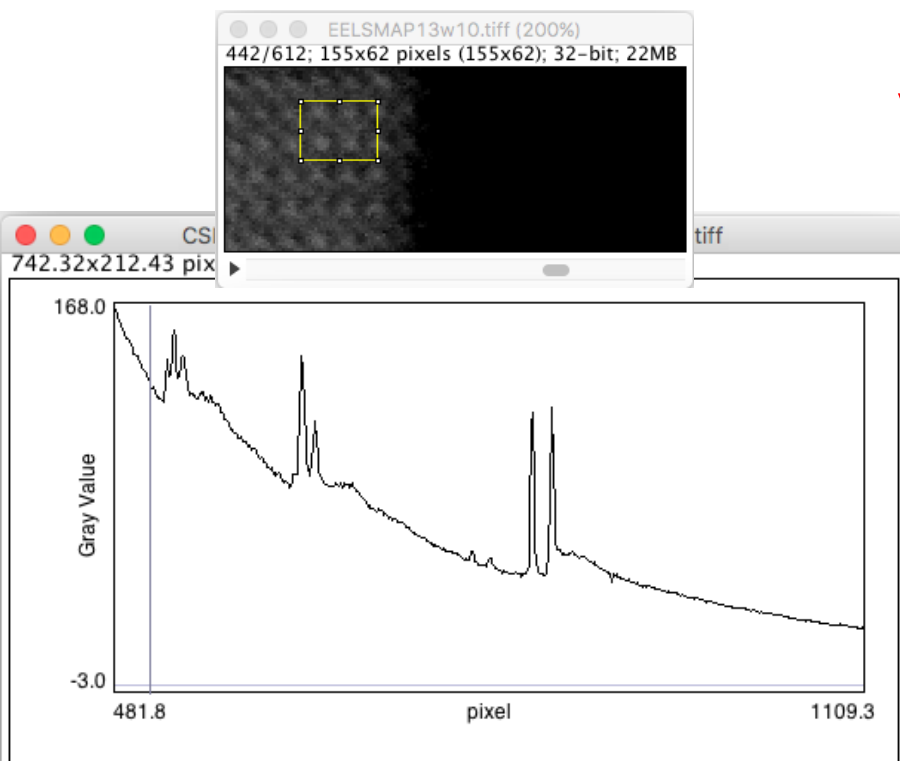 EELSMAP13w10.tiff (200%)
442/612; 155x62 pixels (155x62); 32-bit; 22MB
CSI
tiff
742.32x212.43 pix
168.0
Gray Value
-3.0
481.8
pixel
1109.3